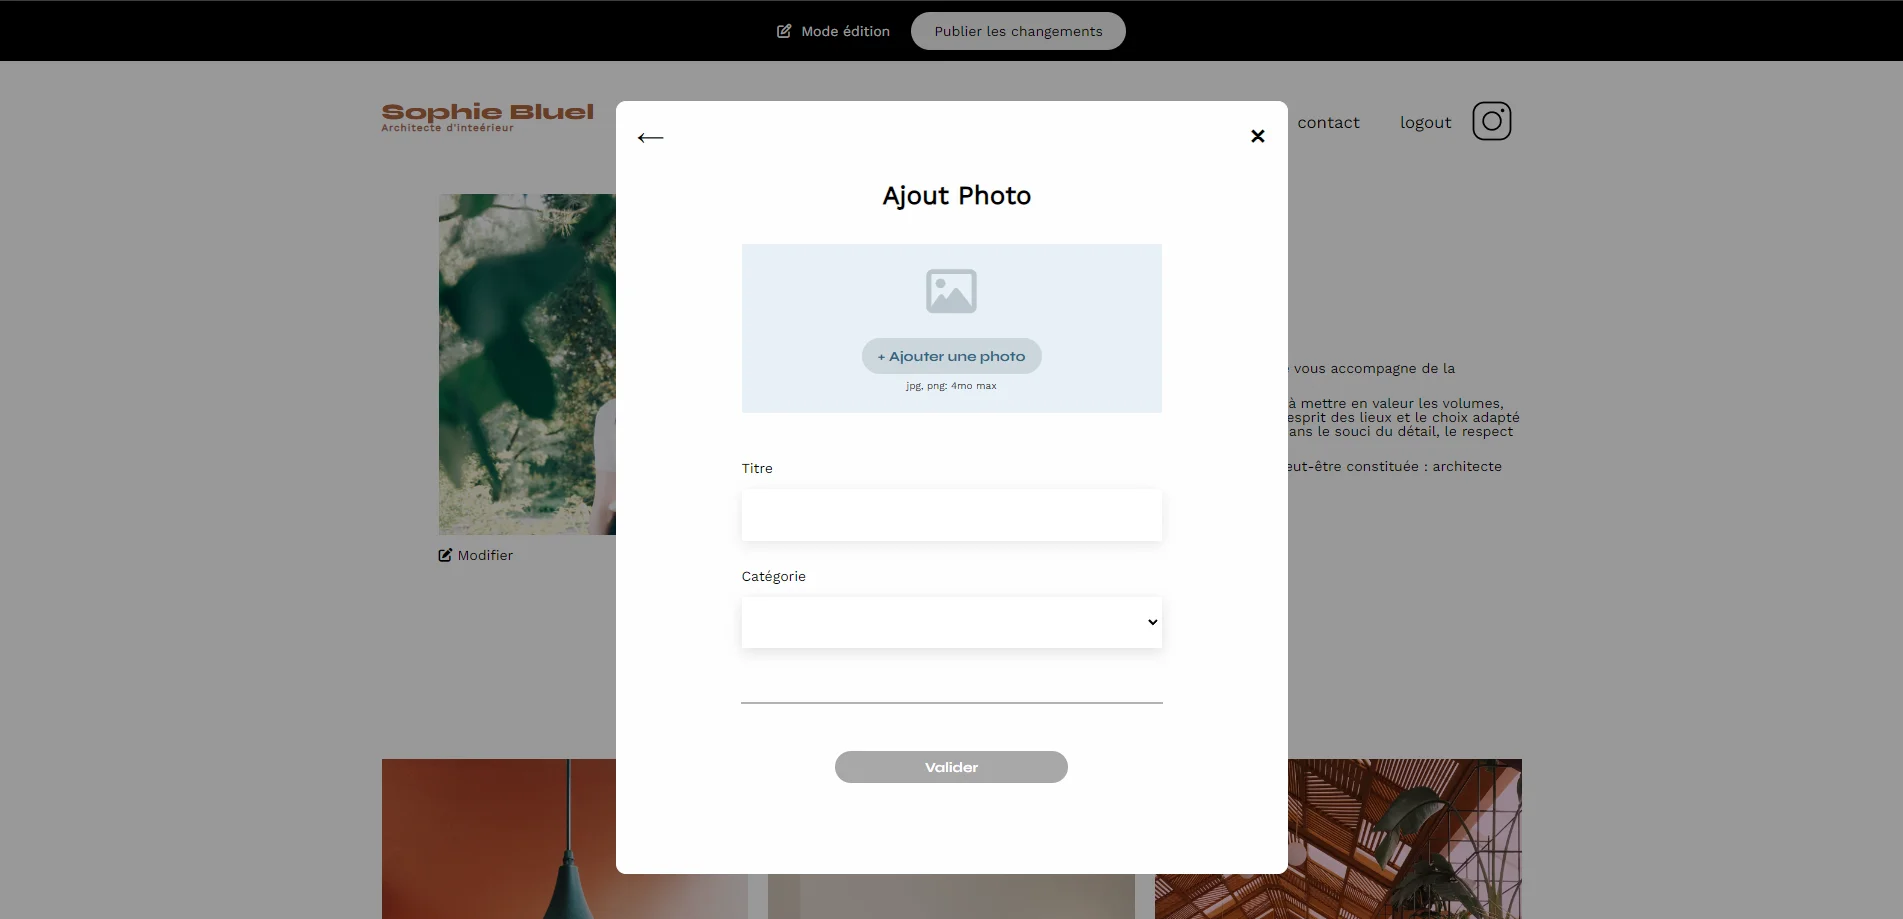 Mode édition
Publier les changements
Sophie Bluel
Architecte d'inteérieur
contact
logout
Ajout Photo
+ Ajouter une photo
jpg, png: 4mo max
vous accompagne de la
à mettre en valeur les volumes,
esprit des lieux et le choix adapté
ans le souci du détail, le respect
eut-être constituée : architecte
Titre
Modifier
Catégorie
Valider